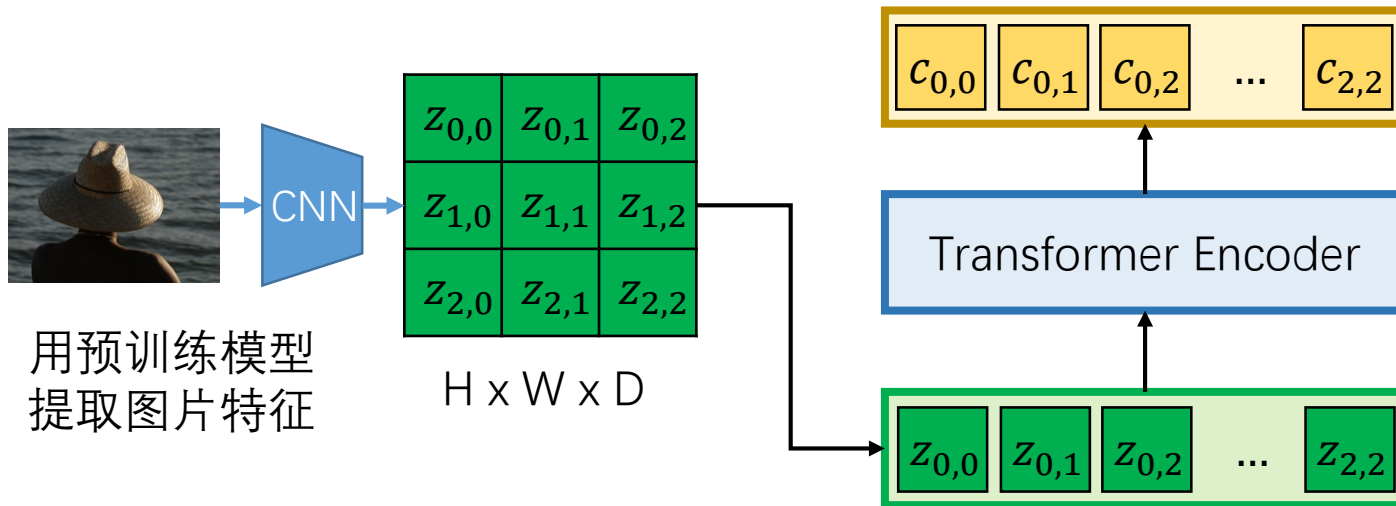 CNN
用预训练模型
提取图片特征
z0,0 z0,1 z0,2
z1,0 z1,1 z1,2
z2,0 z2,1 z2,2
H x W x D
c0,0 c0,1 c0,2 ... c2,2
Transformer Encoder
z0,0 z0,1 z0,2 ... z2,2